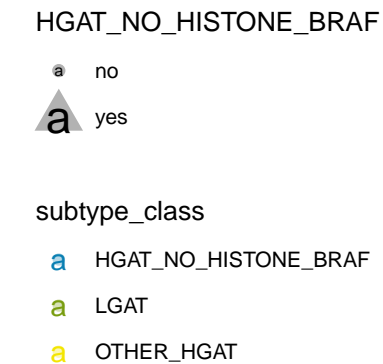 HGAT_NO_HISTONE_BRAF
a no
a yes
subtype_class
a HGAT_NO_HISTONE_BRAF
a LGAT
a OTHER_HGAT